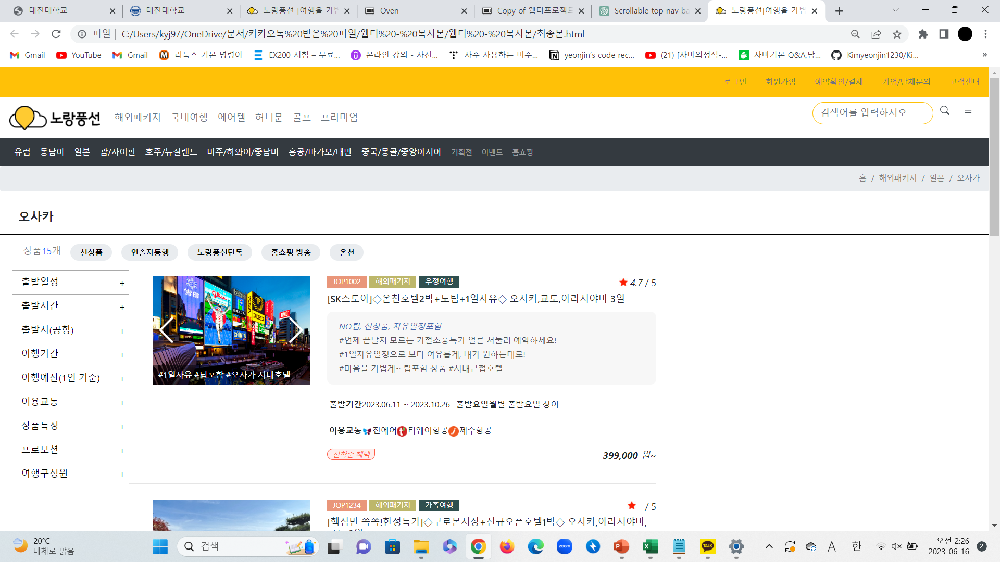 대진대학교
대진대학교
노랑풍선 [여행을 가볍
Oven
Copy of 웹디프로젝트
Scrollable top nav ba
노랑풍선[여행을 가볍
파일 | C:/Users/kyj97/OneDrive/문서/카카오톡%20받은%20파일/웹디%20-%20복사본/웹디%20-%20복사본/최종본.html
Gmail
YouTube
Gmail
리눅스 기본 명령어
EX200 시험 – 무료...
온라인 강의 - 자신...
자주 사용하는 비주...
yeonjin's code rec...
(21) [자바의정석-...
자바기본 Q&A,남...
Kimyeonjin1230/Ki...
»
로그인 회원가입 예약확인/결제 기업/단체문의 고객센터
노랑풍선
해외패키지 국내여행 에어텔 허니문 골프 프리미엄
검색어를 입력하시오
유럽 동남아 일본 괌/사이판 호주/뉴질랜드 미주/하와이/중남미 홍콩/마카오/대만 중국/몽골/중앙아시아 기획전 이벤트 홈쇼핑
홈 / 해외패키지 / 일본 / 오사카
오사카
상품15개 신상품 인솔자동행 노랑풍선단독 홈쇼핑 방송 온천
출발일정 +
출발시간 +
출발지(공항) +
여행기간 +
여행예산(1인 기준) +
이용교통 +
상품특징 +
프로모션 +
여행구성원 +
雪印
Glico
CHINTAI
#1일자유 #팁포함 #오사카 시내호텔
JOP1002 해외패키지 우정여행
4.7 / 5
[SK스토아]◇온천호텔2박+노팁+1일자유◇ 오사카,교토,아라시야마 3일
NO팁, 신상품, 자유일정포함
#언제 끝날지 모르는 기절초풍특가 얼른 서둘러 예약하세요!
#1일자유일정으로 보다 여유롭게, 내가 원하는대로!
#마음을 가볍게~ 팁포함 상품 #시내근접호텔
출발기간2023.06.11 ~ 2023.10.26 출발요일월별 출발요일 상이
이용교통진에어티웨이항공제주항공
선착순 혜택
399,000 원~
JOP1234 해외패키지 가족여행
- / 5
[핵심만 쏙쏙!한정특가]◇쿠로몬시장+신규오픈호텔1박◇ 오사카,아라시야마,
20°C
대체로 맑음
검색
zoom
TALK
A
한
오전 2:26
2023-06-16
2